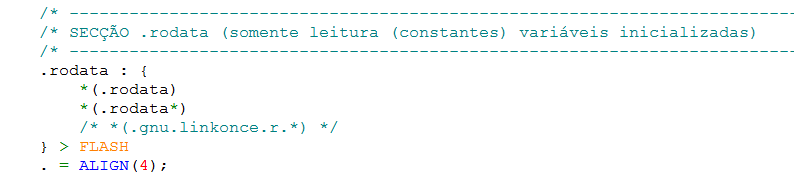 /* -------------------------------------------------------------------------
/* SECÇÃO .rodata (somente leitura (constantes) variáveis inicializadas)
/* -------------------------------------------------------------------------
.rodata : {
*(.rodata)
*(.rodata*)
/* *(.gnu.linkonce.r.*) */
} > FLASH
. = ALIGN(4);